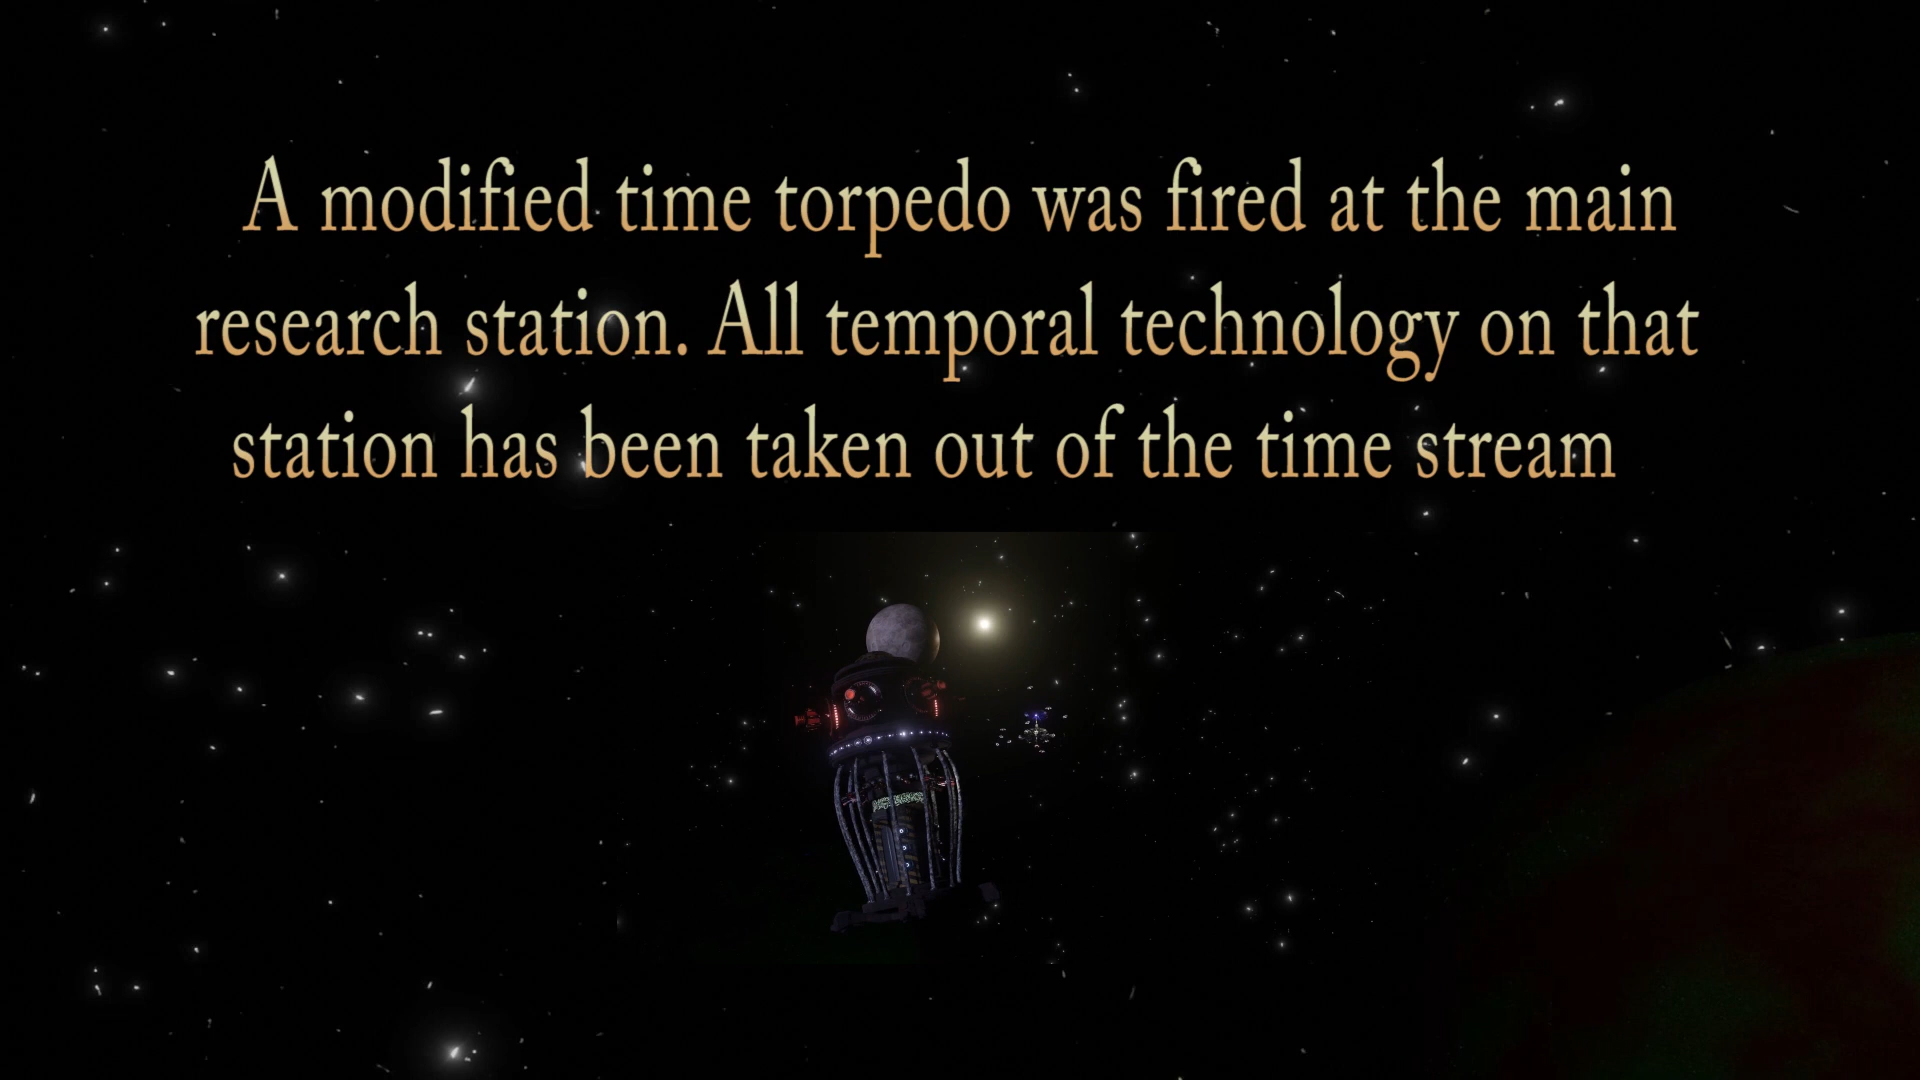 A modified time torpedo was fired at the main
research station. All temporal technology on that
station has been taken out of the time stream